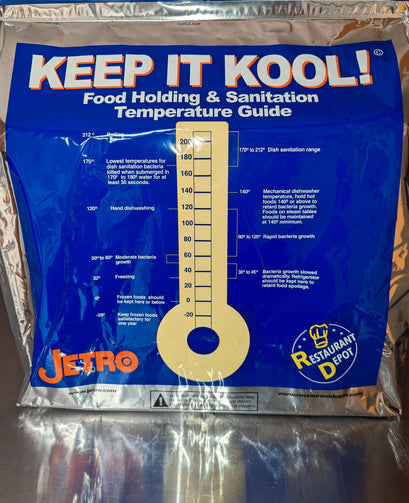 KEEP IT KOOL! ©
Food Holding & Sanitation
Temperature Guide
212° Boiling
170° Lowest temperatures for
dish sanitation bacteria
killed when submerged in
170° to 180° water for at
least 30 seconds.
120° Hand dishwashing
50° to 60° Moderate bacteria
growth
32° Freezing
0° Frozen foods should
be kept here or below
-20° Keep frozen foods
satisfactory for
one year
200
180
160
140
120
100
80
60
40
20
0
-20
170° to 212° Dish sanitation range
140° Mechanical dishwasher
temperature, hold hot
foods 140° or above to
retard bacteria growth.
Foods on steam tables
should be maintained
at 140° minimum.
60° to 120° Rapid bacteria growth
30° to 45° Bacteria growth slowed
dramatically. Refrigerator
should be kept here to
retard food spoilage.
JETRO
RESTAURANT
DEPOT
www.jetro.com
www.restaurantdepot.com